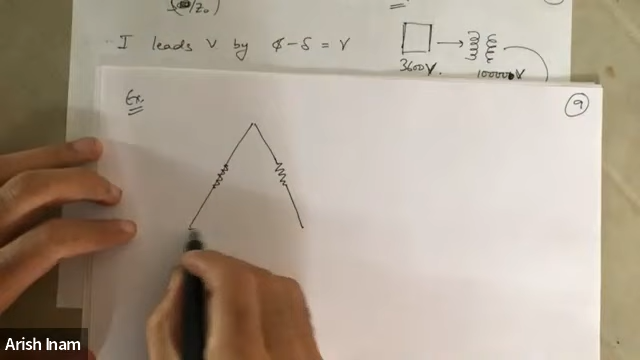 I leads V by φ-δ = γ
3600V
Ex.
9
Arish Inam